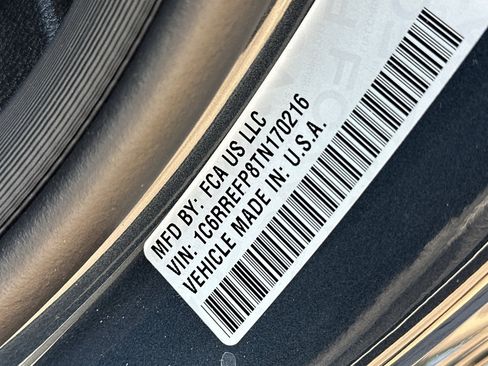 MFD BY: FCA US LLC
VIN: 1C6RREFP8TN170216
VEHICLE MADE IN: U.S.A.